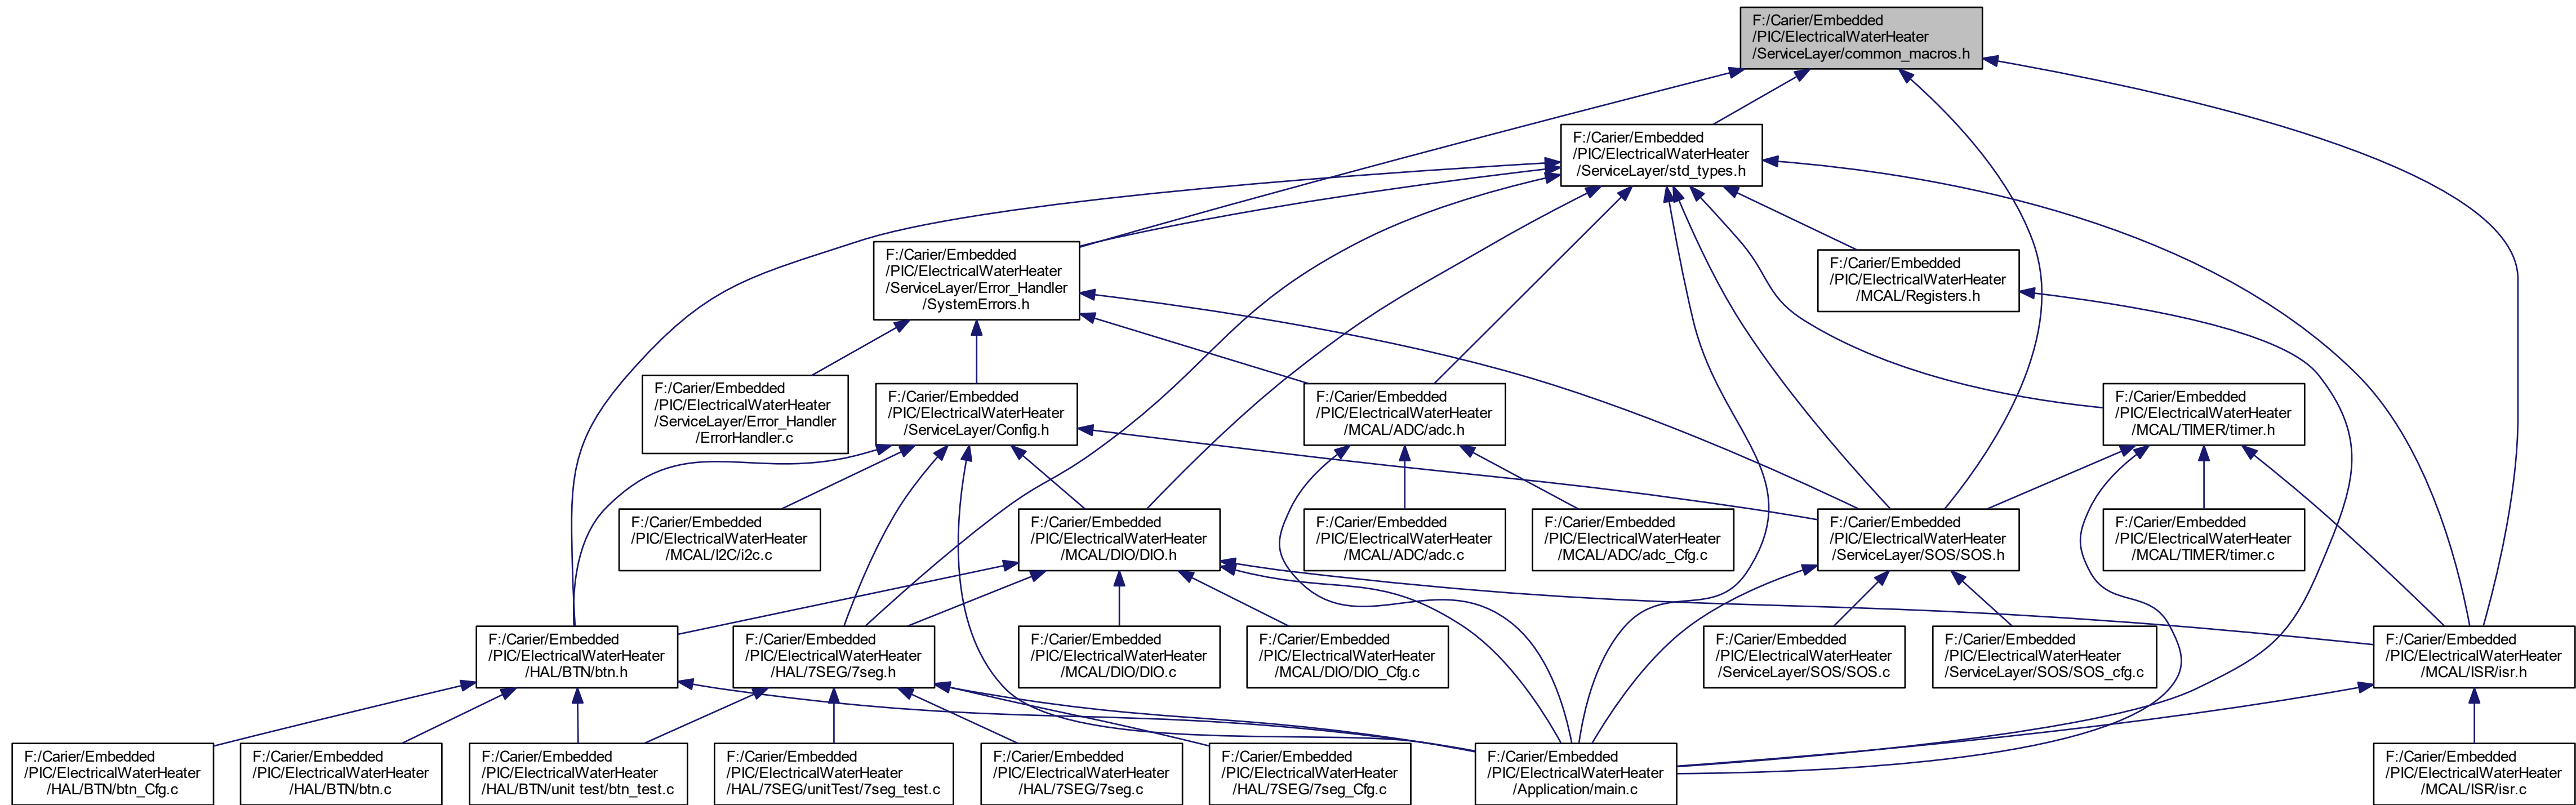 F:/Carier/Embedded
/PIC/ElectricalWaterHeater
/ServiceLayer/common_macros.h
F:/Carier/Embedded
/PIC/ElectricalWaterHeater
/ServiceLayer/std_types.h
F:/Carier/Embedded
/PIC/ElectricalWaterHeater
/ServiceLayer/Error_Handler
/SystemErrors.h
F:/Carier/Embedded
/PIC/ElectricalWaterHeater
/MCAL/Registers.h
F:/Carier/Embedded
/PIC/ElectricalWaterHeater
/ServiceLayer/Error_Handler
/ErrorHandler.c
F:/Carier/Embedded
/PIC/ElectricalWaterHeater
/ServiceLayer/Config.h
F:/Carier/Embedded
/PIC/ElectricalWaterHeater
/MCAL/ADC/adc.h
F:/Carier/Embedded
/PIC/ElectricalWaterHeater
/MCAL/TIMER/timer.h
F:/Carier/Embedded
/PIC/ElectricalWaterHeater
/MCAL/I2C/i2c.c
F:/Carier/Embedded
/PIC/ElectricalWaterHeater
/MCAL/DIO/DIO.h
F:/Carier/Embedded
/PIC/ElectricalWaterHeater
/MCAL/ADC/adc.c
F:/Carier/Embedded
/PIC/ElectricalWaterHeater
/MCAL/ADC/adc_Cfg.c
F:/Carier/Embedded
/PIC/ElectricalWaterHeater
/ServiceLayer/SOS/SOS.h
F:/Carier/Embedded
/PIC/ElectricalWaterHeater
/MCAL/TIMER/timer.c
F:/Carier/Embedded
/PIC/ElectricalWaterHeater
/HAL/BTN/btn.h
F:/Carier/Embedded
/PIC/ElectricalWaterHeater
/HAL/7SEG/7seg.h
F:/Carier/Embedded
/PIC/ElectricalWaterHeater
/MCAL/DIO/DIO.c
F:/Carier/Embedded
/PIC/ElectricalWaterHeater
/MCAL/DIO/DIO_Cfg.c
F:/Carier/Embedded
/PIC/ElectricalWaterHeater
/ServiceLayer/SOS/SOS.c
F:/Carier/Embedded
/PIC/ElectricalWaterHeater
/ServiceLayer/SOS/SOS_cfg.c
F:/Carier/Embedded
/PIC/ElectricalWaterHeater
/MCAL/ISR/isr.h
F:/Carier/Embedded
/PIC/ElectricalWaterHeater
/HAL/BTN/btn_Cfg.c
F:/Carier/Embedded
/PIC/ElectricalWaterHeater
/HAL/BTN/btn.c
F:/Carier/Embedded
/PIC/ElectricalWaterHeater
/HAL/BTN/unit test/btn_test.c
F:/Carier/Embedded
/PIC/ElectricalWaterHeater
/HAL/7SEG/unitTest/7seg_test.c
F:/Carier/Embedded
/PIC/ElectricalWaterHeater
/HAL/7SEG/7seg.c
F:/Carier/Embedded
/PIC/ElectricalWaterHeater
/HAL/7SEG/7seg_Cfg.c
F:/Carier/Embedded
/PIC/ElectricalWaterHeater
/Application/main.c
F:/Carier/Embedded
/PIC/ElectricalWaterHeater
/MCAL/ISR/isr.c